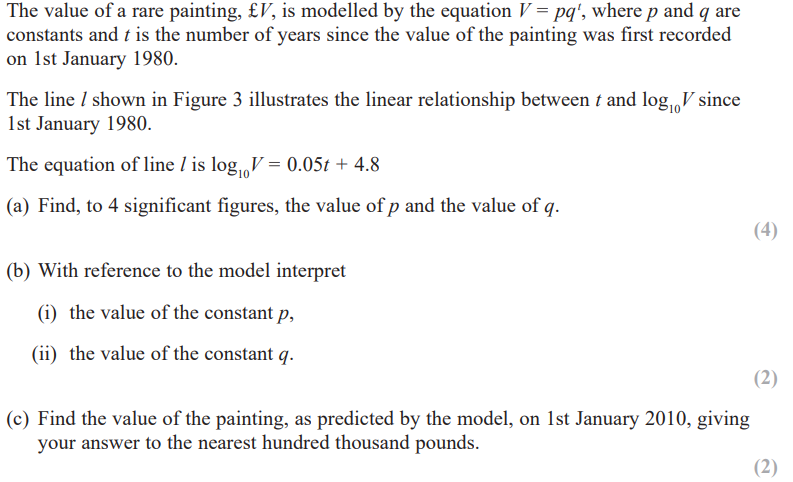 The value of a rare painting, £V, is modelled by the equation V = pqᵗ, where p and q are
constants and t is the number of years since the value of the painting was first recorded
on 1st January 1980.
The line l shown in Figure 3 illustrates the linear relationship between t and log₁₀V since
1st January 1980.
The equation of line l is log₁₀V = 0.05t + 4.8
(a) Find, to 4 significant figures, the value of p and the value of q.
(4)
(b) With reference to the model interpret
(i) the value of the constant p,
(ii) the value of the constant q.
(2)
(c) Find the value of the painting, as predicted by the model, on 1st January 2010, giving
your answer to the nearest hundred thousand pounds.
(2)